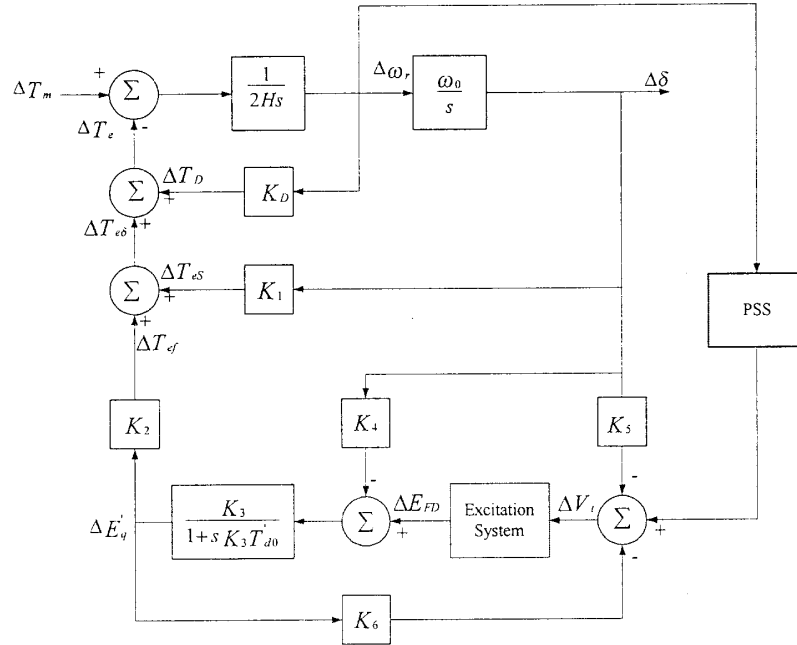 ΔT_m
+
Σ
-
1
2Hs
Δω_r
ω_0
s
Δδ
ΔT_e
Σ
+
ΔT_D
+
K_D
ΔT_eδ
Σ
+
ΔT_eS
+
K_1
ΔT_ef
PSS
K_2
K_4
K_5
-
-
ΔE'_q
K_3
1+s K_3T'_d0
Σ
+
ΔE_FD
Excitation
System
ΔV_t
Σ
+
-
K_6